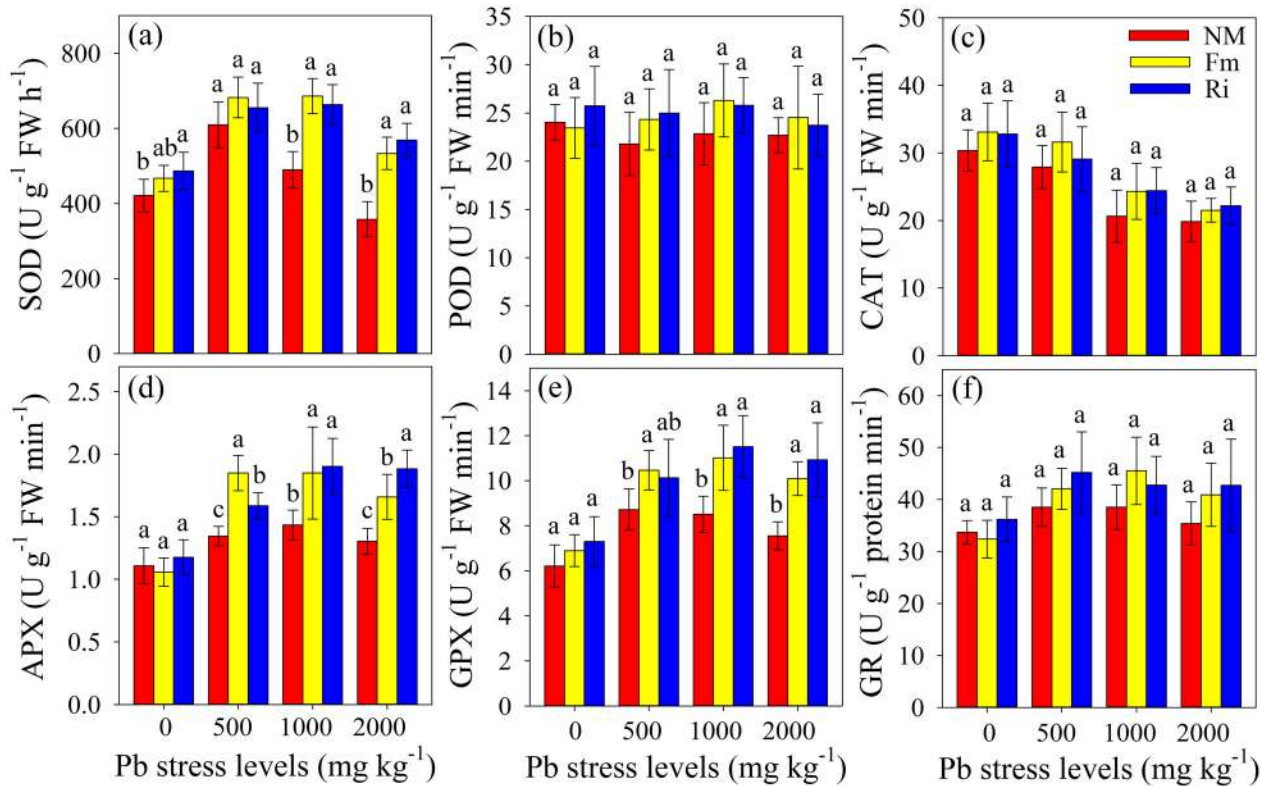 (a)
SOD (U g⁻¹ FW h⁻¹)
800
600
400
200
0
b ab a
a a a
b a a
b a a
(b)
POD (U g⁻¹ FW min⁻¹)
35
30
25
20
15
10
5
0
a a a
a a a
a a a
a a a
(c)
CAT (U g⁻¹ FW min⁻¹)
50
40
30
20
10
0
a a a
a a a
a a a
a a a
NM
Fm
Ri
(d)
APX (U g⁻¹ FW min⁻¹)
2.5
2.0
1.5
1.0
0.5
0.0
a a a
c a b
b a a
c b a
0 500 1000 2000
Pb stress levels (mg kg⁻¹)
(e)
GPX (U g⁻¹ FW min⁻¹)
14
12
10
8
6
4
2
0
a a a
b a ab
b a a
b a a
0 500 1000 2000
Pb stress levels (mg kg⁻¹)
(f)
GR (U g⁻¹ protein min⁻¹)
60
50
40
30
20
10
0
a a a
a a a
a a a
a a a
0 500 1000 2000
Pb stress levels (mg kg⁻¹)